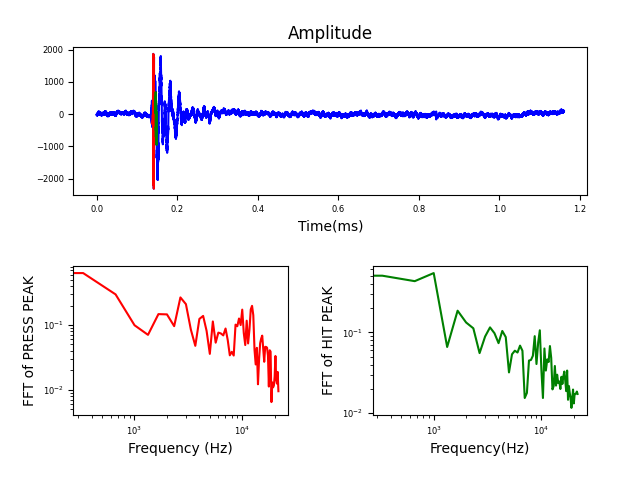 Amplitude
2000
1000
0
−1000
−2000
0.0 0.2 0.4 0.6 0.8 1.0 1.2
Time(ms)
FFT of PRESS PEAK
10⁻¹
10⁻²
10³ 10⁴
Frequency (Hz)
FFT of HIT PEAK
10⁻¹
10⁻²
10³ 10⁴
Frequency(Hz)